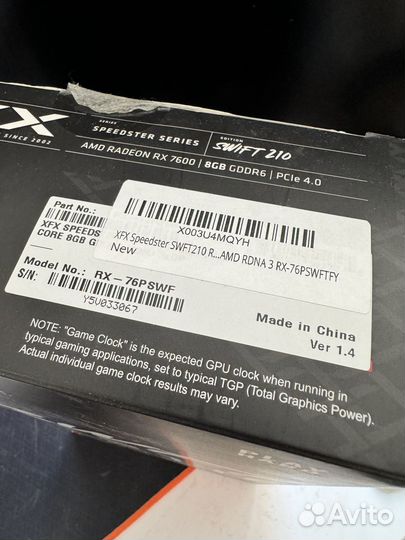 SINCE 2002
SERIES
SPEEDSTER SERIES
EDITION
SWIFT 210
AMD RADEON RX 7600 | 8GB GDDR6 | PCIe 4.0
Part No.:
XFX SPEEDS
CORE 8GB G
X003U4MQYH
XFX Speedster SWFT210 R...AMD RDNA 3 RX-76PSWFTFY
New
Model No.: RX-76PSWF
S/N:
Y5V033067
Made in China
Ver 1.4
NOTE: "Game Clock" is the expected GPU clock when running in
typical gaming applications, set to typical TGP (Total Graphics Power).
Actual individual game clock results may vary.
Avito